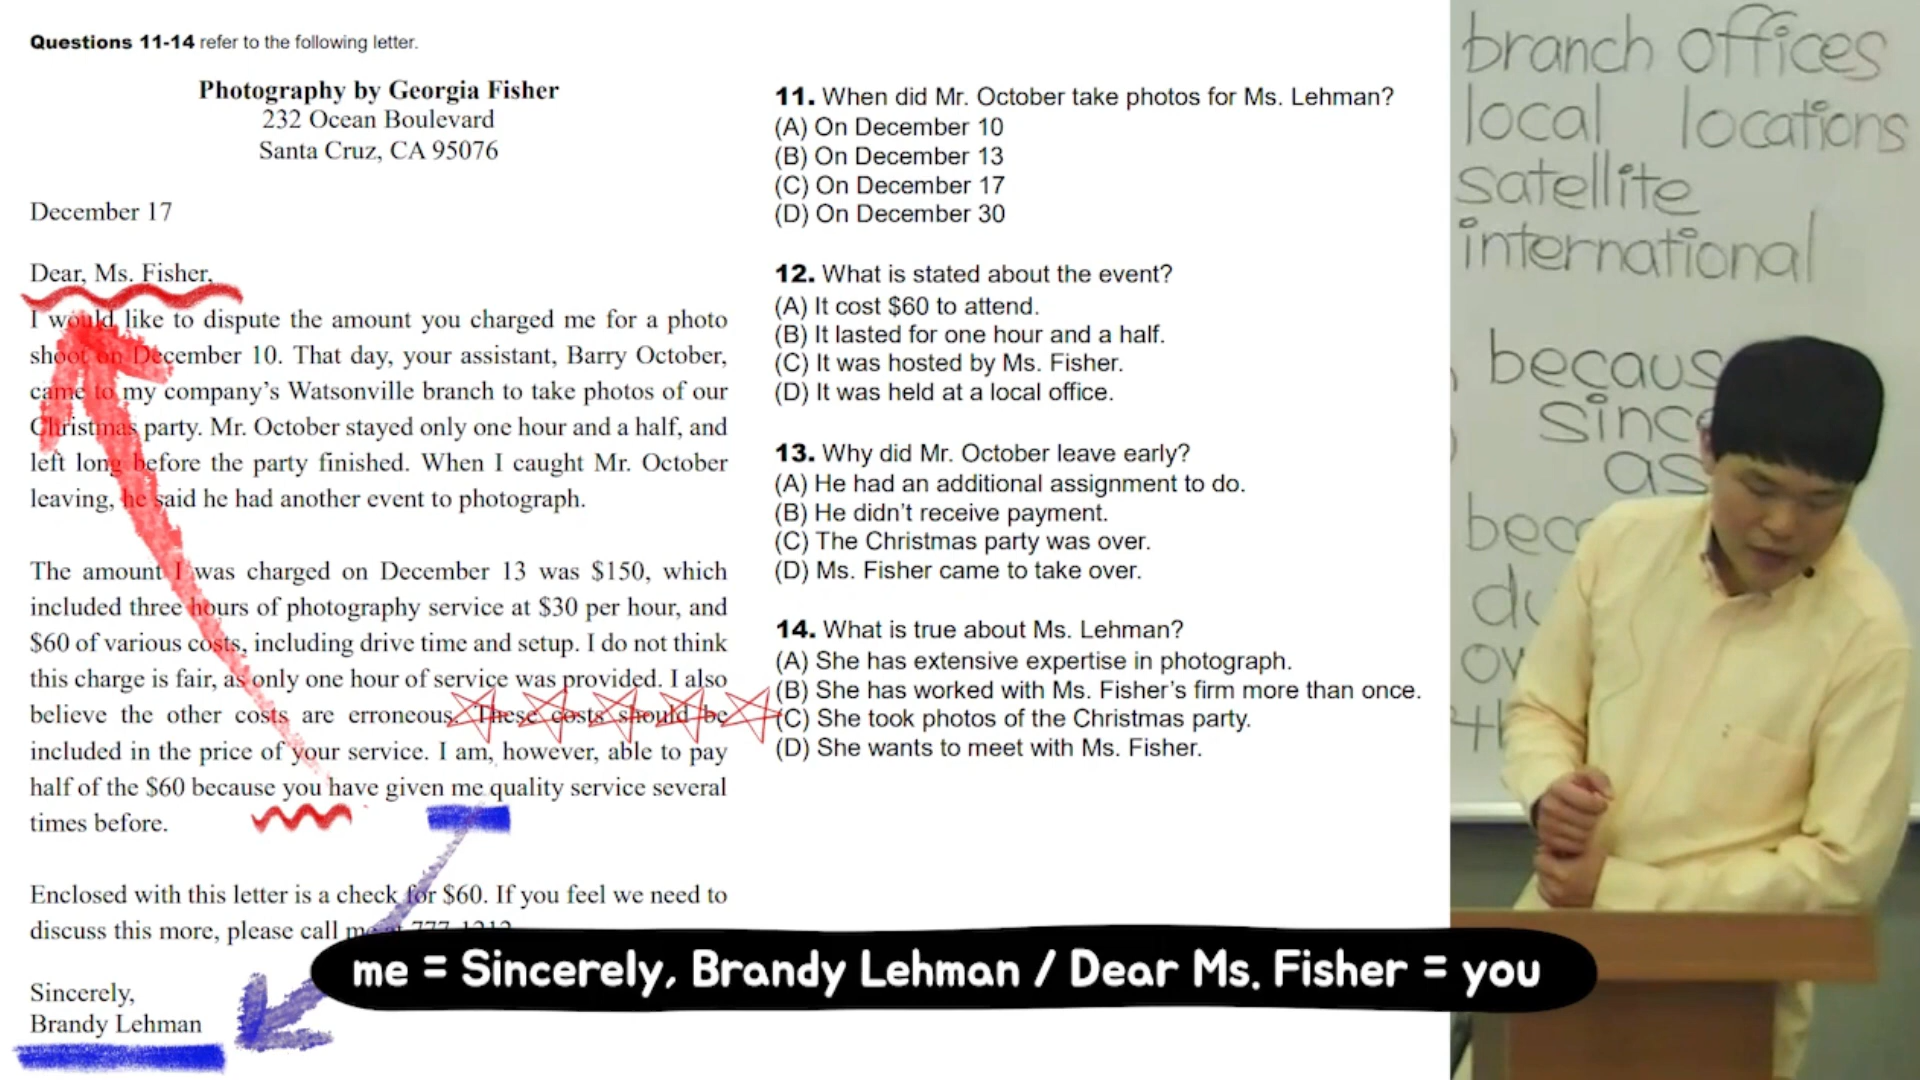 Questions 11-14 refer to the following letter.
Photography by Georgia Fisher
232 Ocean Boulevard
Santa Cruz, CA 95076
December 17
Dear, Ms. Fisher,
I would like to dispute the amount you charged me for a photo
shoot on December 10. That day, your assistant, Barry October,
came to my company's Watsonville branch to take photos of our
Christmas party. Mr. October stayed only one hour and a half, and
left long before the party finished. When I caught Mr. October
leaving, he said he had another event to photograph.
The amount I was charged on December 13 was $150, which
included three hours of photography service at $30 per hour, and
$60 of various costs, including drive time and setup. I do not think
this charge is fair, as only one hour of service was provided. I also
believe the other costs are erroneous. These costs should be
included in the price of your service. I am, however, able to pay
half of the $60 because you have given me quality service several
times before.
Enclosed with this letter is a check for $60. If you feel we need to
discuss this more, please call me at
Sincerely,
Brandy Lehman
11. When did Mr. October take photos for Ms. Lehman?
(A) On December 10
(B) On December 13
(C) On December 17
(D) On December 30
12. What is stated about the event?
(A) It cost $60 to attend.
(B) It lasted for one hour and a half.
(C) It was hosted by Ms. Fisher.
(D) It was held at a local office.
13. Why did Mr. October leave early?
(A) He had an additional assignment to do.
(B) He didn't receive payment.
(C) The Christmas party was over.
(D) Ms. Fisher came to take over.
14. What is true about Ms. Lehman?
(A) She has extensive expertise in photograph.
(B) She has worked with Ms. Fisher's firm more than once.
(C) She took photos of the Christmas party.
(D) She wants to meet with Ms. Fisher.
me = Sincerely, Brandy Lehman / Dear Ms. Fisher = you
branch offices
local locations
satellite
international
since
as